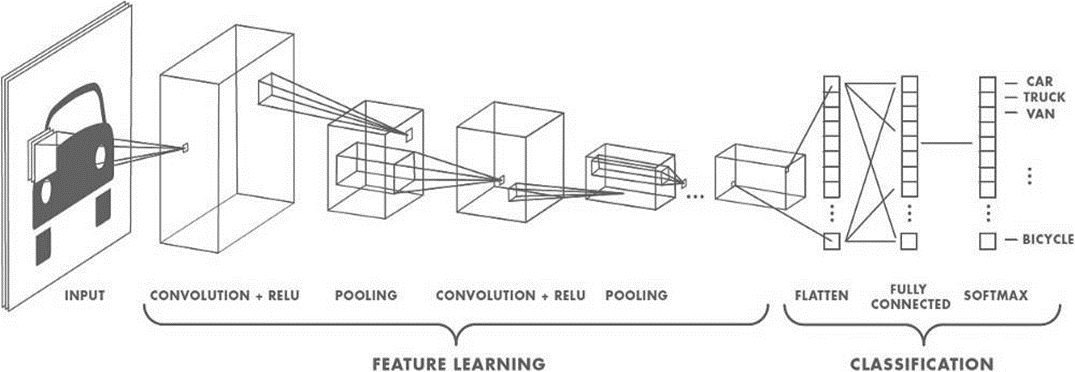 CAR
TRUCK
VAN
BICYCLE
INPUT
CONVOLUTION + RELU
POOLING
CONVOLUTION + RELU
POOLING
FLATTEN
FULLY
CONNECTED
SOFTMAX
FEATURE LEARNING
CLASSIFICATION